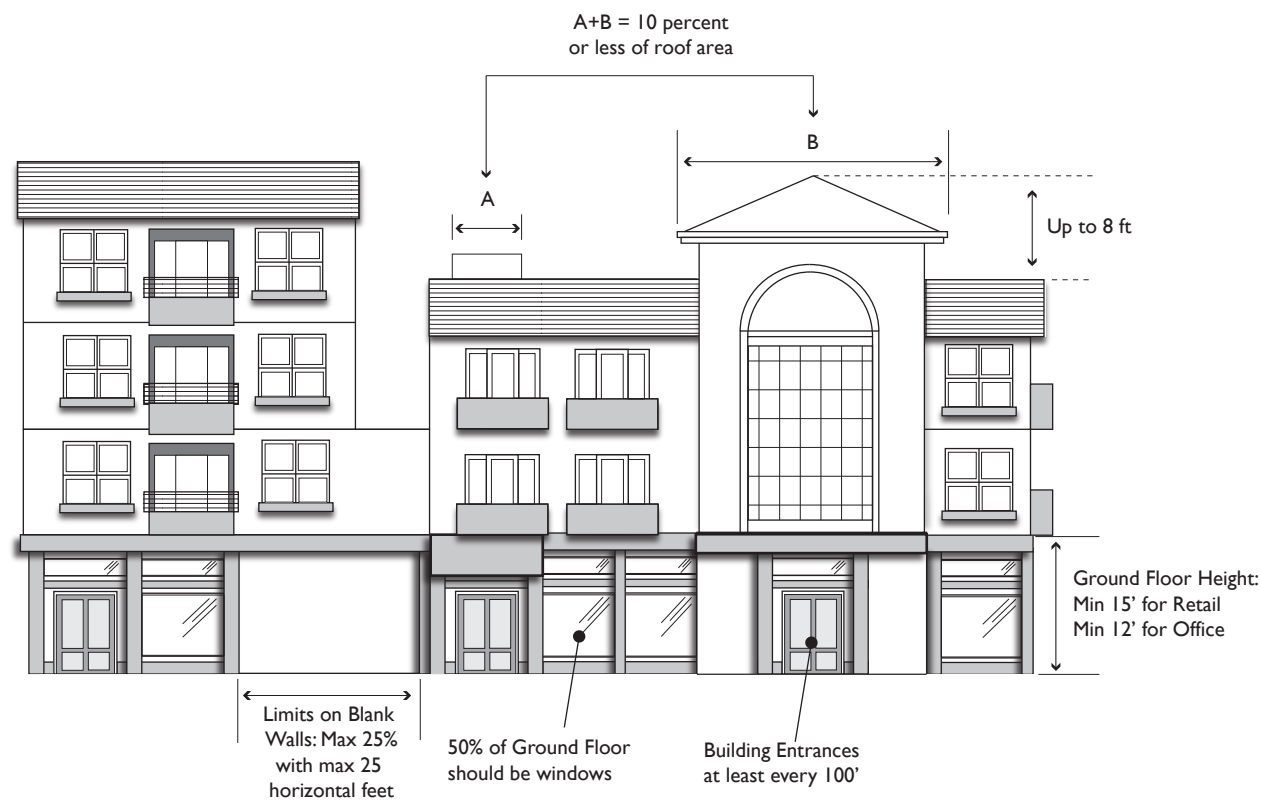 A+B = 10 percent
or less of roof area
B
A
Up to 8 ft
Ground Floor Height:
Min 15’ for Retail
Min 12’ for Office
Limits on Blank
Walls: Max 25%
with max 25
horizontal feet
50% of Ground Floor
should be windows
Building Entrances
at least every 100’